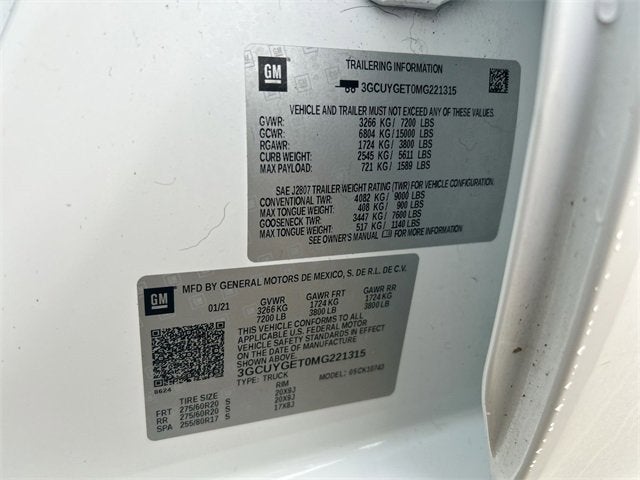 GM
TRAILERING INFORMATION
3GCUYGET0MG221315
VEHICLE AND TRAILER MUST NOT EXCEED ANY OF THESE VALUES.
GVWR: 3266 KG/ 7200 LBS
GCWR: 6804 KG/15000 LBS
RGAWR: 1724 KG/ 3800 LBS
CURB WEIGHT: 2545 KG/ 5611 LBS
MAX PAYLOAD: 721 KG/ 1589 LBS
SAE J2807 TRAILER WEIGHT RATING (TWR) FOR VEHICLE CONFIGURATION.
CONVENTIONAL TWR: 4082 KG/ 9000 LBS
MAX TONGUE WEIGHT: 408 KG/ 900 LBS
GOOSENECK TWR: 3447 KG/ 7600 LBS
MAX TONGUE WEIGHT: 517 KG/ 1140 LBS
SEE OWNER'S MANUAL FOR MORE INFORMATION
GM
MFD BY GENERAL MOTORS DE MEXICO, S. DE R.L. DE C.V.
01/21 GVWR GAWR FRT GAWR RR
3266 KG 1724 KG 1724 KG
7200 LB 3800 LB 3800 LB
THIS VEHICLE CONFORMS TO ALL
APPLICABLE U.S. FEDERAL MOTOR
VEHICLE SAFETY STANDARDS IN
EFFECT ON THE DATE OF MANUFACTURE
SHOWN ABOVE.
3GCUYGET0MG221315
8624 TYPE: TRUCK MODEL:
TIRE SIZE RIM
FRT 275/60R20 S 20X9J
RR 275/60R20 S 20X9J
SPA 255/80R17 S 17X8J